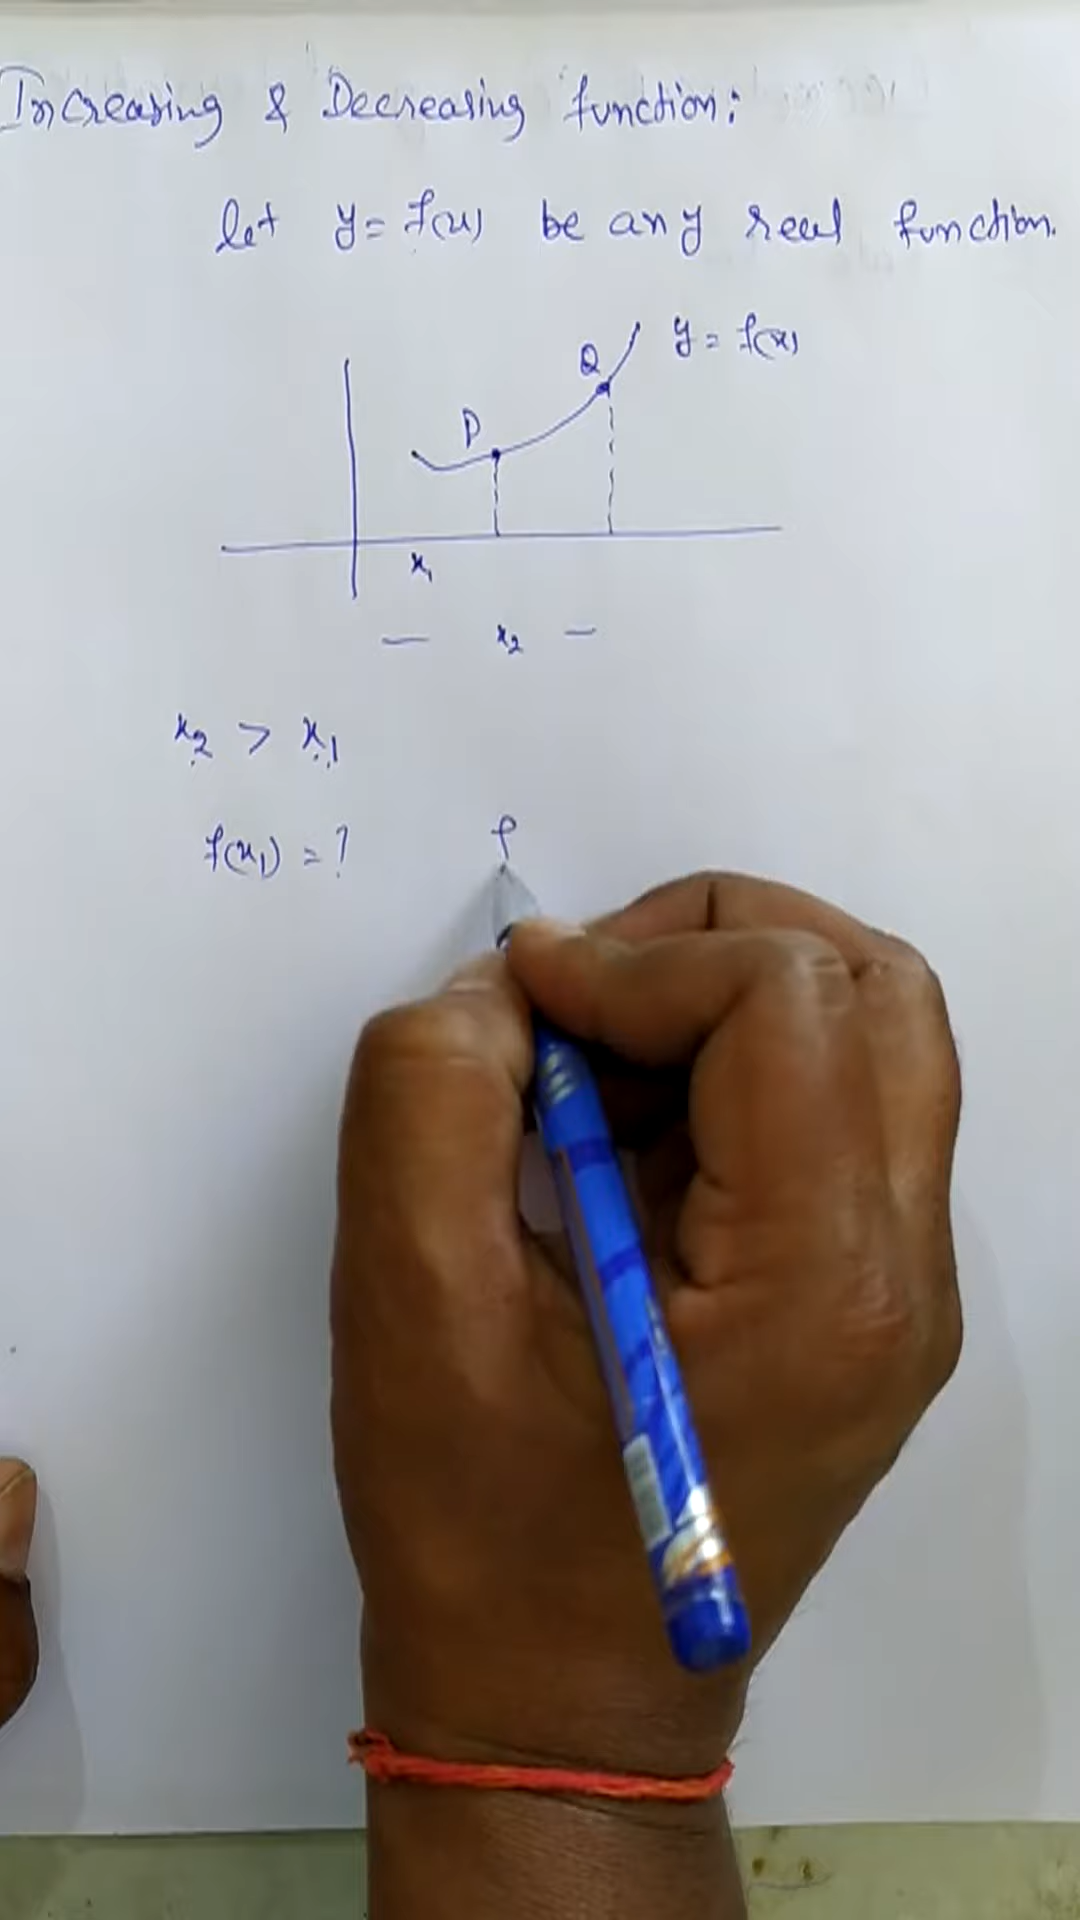 Increasing & Decreasing function:
let y = f(x) be any real function.
y = f(x)
Q
P
x₁
— x₂ —
x₂ > x₁
f(x₁) = ? f